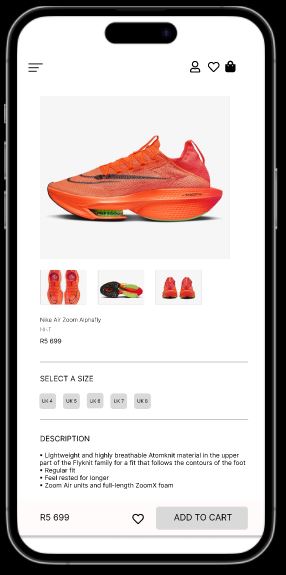 Nike Air Zoom Alphafly
Hi-T
R5 699
SELECT A SIZE
UK 4
UK 5
UK 6
UK 7
UK 8
DESCRIPTION
• Lightweight and highly breathable Atomknit material in the upper
part of the Flyknit family for a fit that follows the contours of the foot
• Regular fit
• Feel rested for longer
• Zoom Air units and full-length ZoomX foam
R5 699
ADD TO CART